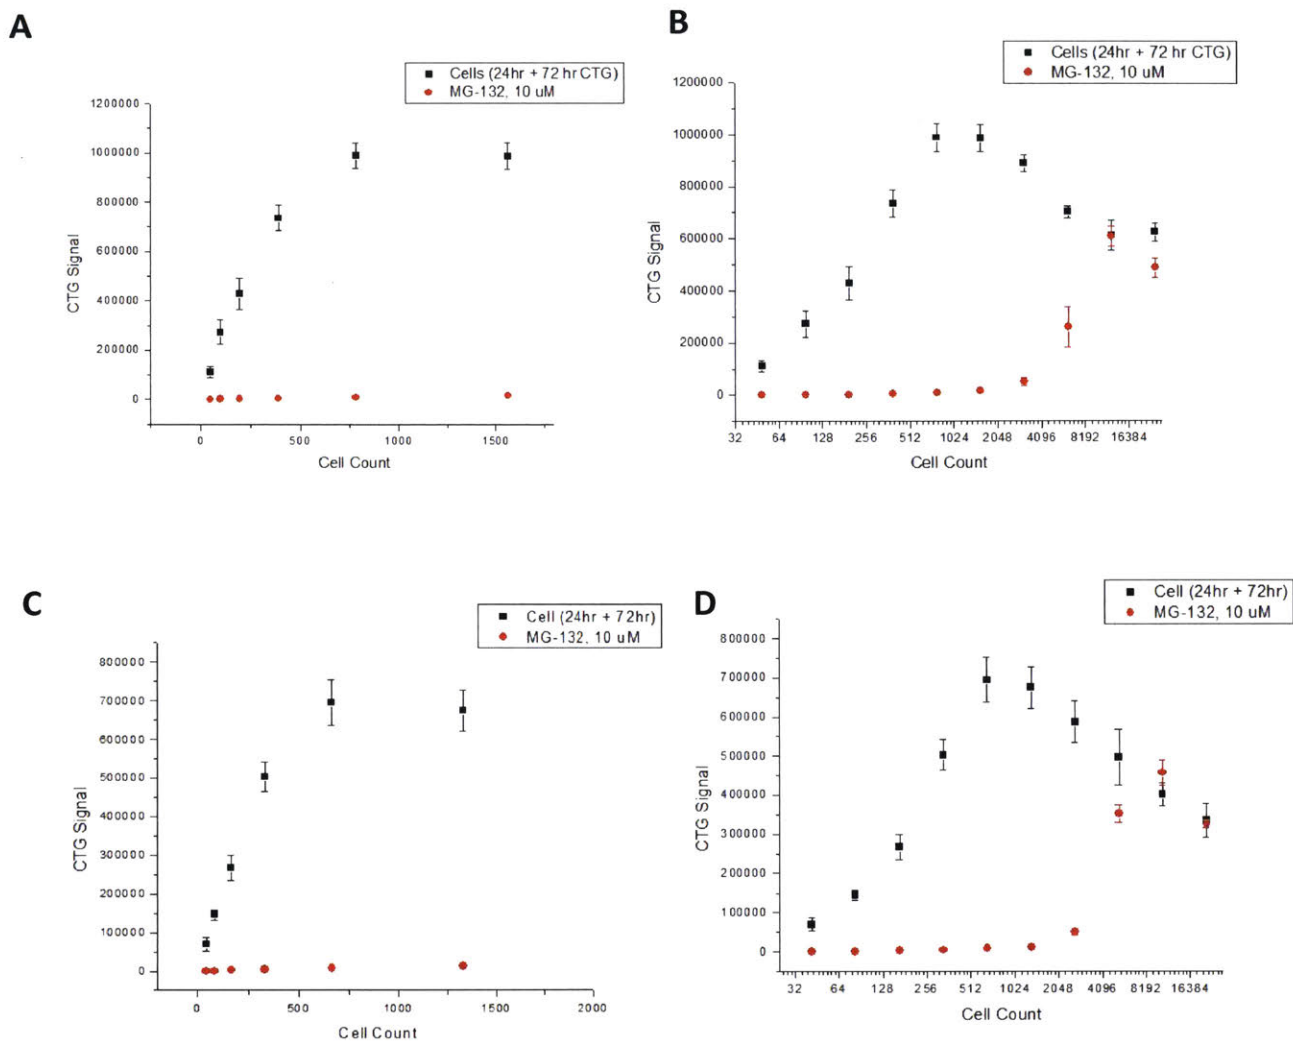 A
Cells (24hr + 72 hr CTG)
MG-132, 10 uM
1200000
1000000
800000
600000
400000
200000
0
CTG Signal
0 500 1000 1500
Cell Count
B
Cells (24hr + 72 hr CTG)
MG-132, 10 uM
1200000
1000000
800000
600000
400000
200000
0
CTG Signal
32 64 128 256 512 1024 2048 4096 8192 16384
Cell Count
C
Cell (24hr + 72hr)
MG-132, 10 uM
800000
700000
600000
500000
400000
300000
200000
100000
0
CTG Signal
0 500 1000 1500 2000
Cell Count
D
Cell (24hr + 72hr)
MG-132, 10 uM
800000
700000
600000
500000
400000
300000
200000
100000
0
CTG Signal
32 64 128 256 512 1024 2048 4096 8192 16384
Cell Count